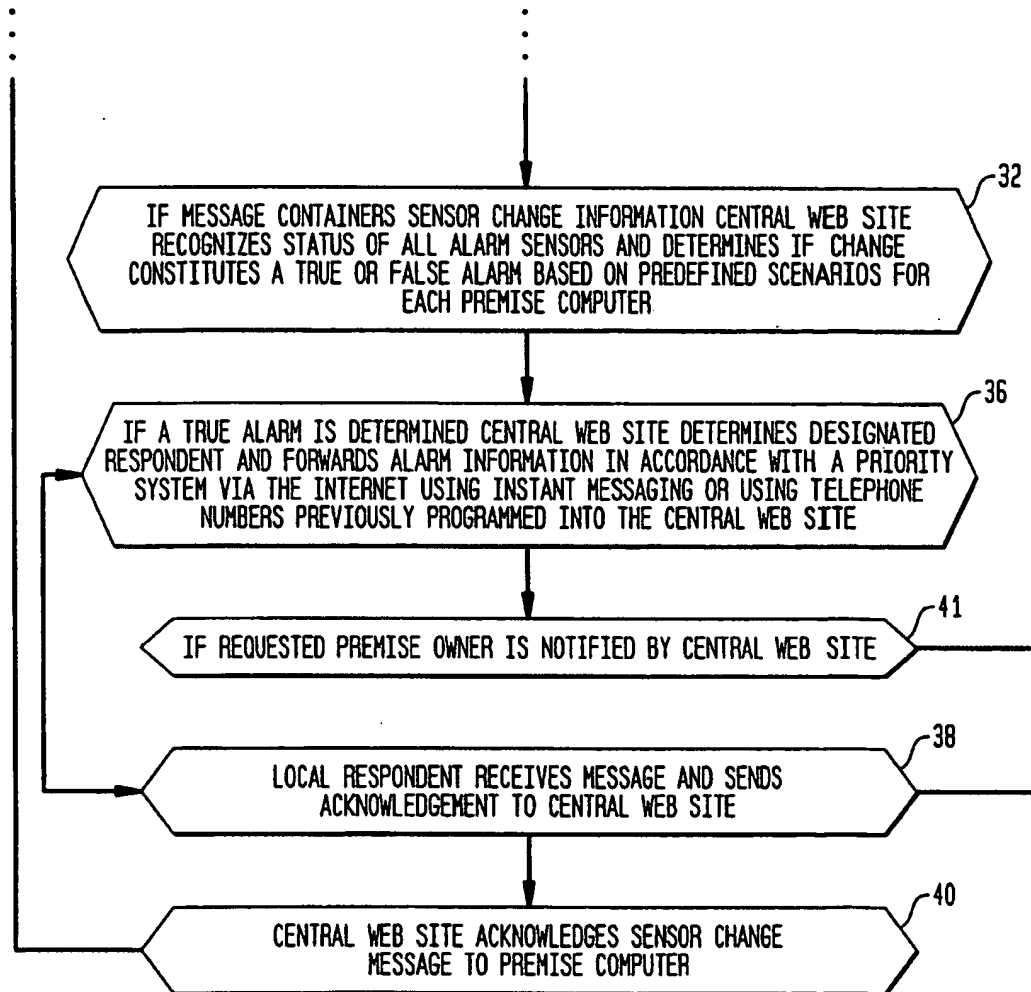 32
IF MESSAGE CONTAINERS SENSOR CHANGE INFORMATION CENTRAL WEB SITE
RECOGNIZES STATUS OF ALL ALARM SENSORS AND DETERMINES IF CHANGE
CONSTITUTES A TRUE OR FALSE ALARM BASED ON PREDEFINED SCENARIOS FOR
EACH PREMISE COMPUTER
36
IF A TRUE ALARM IS DETERMINED CENTRAL WEB SITE DETERMINES DESIGNATED
RESPONDENT AND FORWARDS ALARM INFORMATION IN ACCORDANCE WITH A PRIORITY
SYSTEM VIA THE INTERNET USING INSTANT MESSAGING OR USING TELEPHONE
NUMBERS PREVIOUSLY PROGRAMMED INTO THE CENTRAL WEB SITE
41
IF REQUESTED PREMISE OWNER IS NOTIFIED BY CENTRAL WEB SITE
38
LOCAL RESPONDENT RECEIVES MESSAGE AND SENDS
ACKNOWLEDGEMENT TO CENTRAL WEB SITE
40
CENTRAL WEB SITE ACKNOWLEDGES SENSOR CHANGE
MESSAGE TO PREMISE COMPUTER